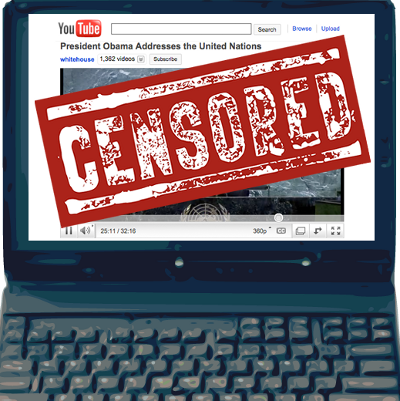 YouTube Search Browse Upload
President Obama Addresses the United Nations
whitehouse 1,362 videos Subscribe
CENSORED
25:11 / 32:16 360p CC